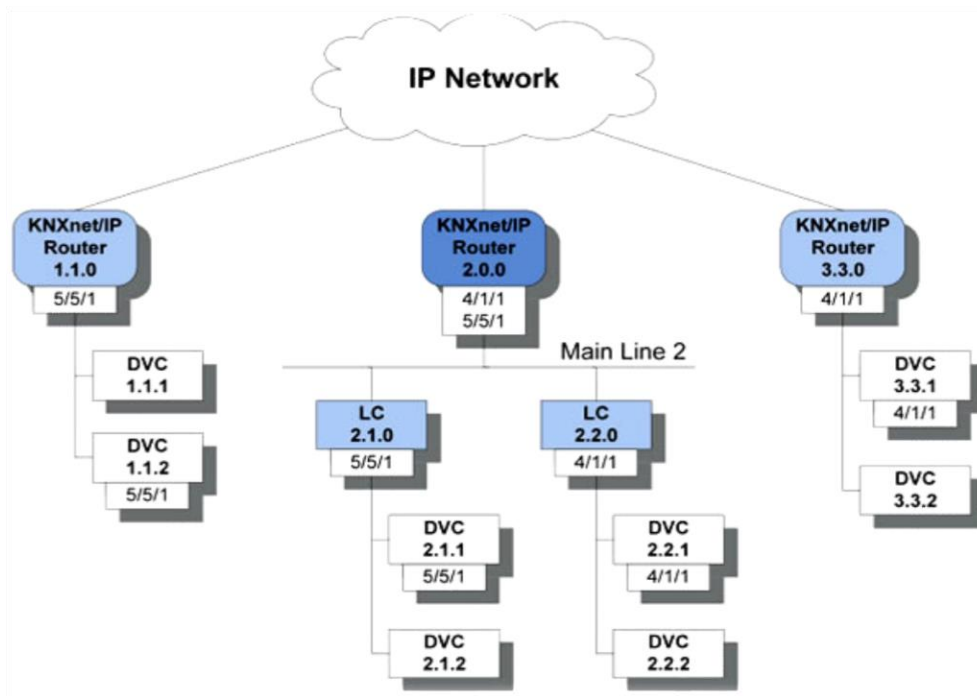 IP Network
KNXnet/IP
Router
1.1.0
5/5/1
DVC
1.1.1
DVC
1.1.2
5/5/1
KNXnet/IP
Router
2.0.0
4/1/1
5/5/1
Main Line 2
LC
2.1.0
5/5/1
DVC
2.1.1
5/5/1
DVC
2.1.2
LC
2.2.0
4/1/1
DVC
2.2.1
4/1/1
DVC
2.2.2
KNXnet/IP
Router
3.3.0
4/1/1
DVC
3.3.1
4/1/1
DVC
3.3.2